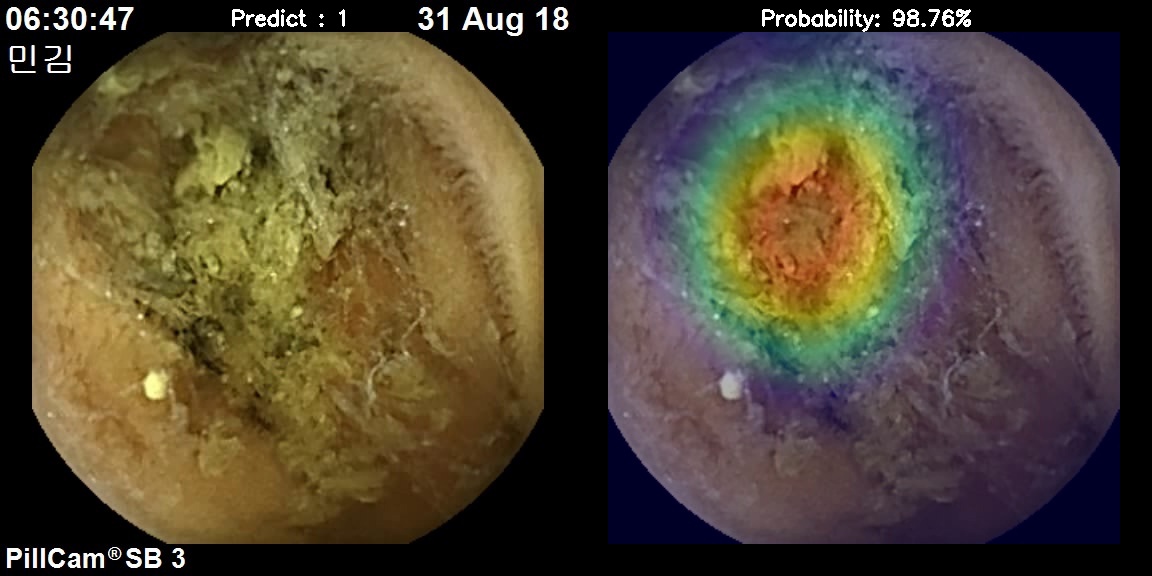 06:30:47
Predict : 1
31 Aug 18
Probability: 98.76%
민김
PillCam® SB 3